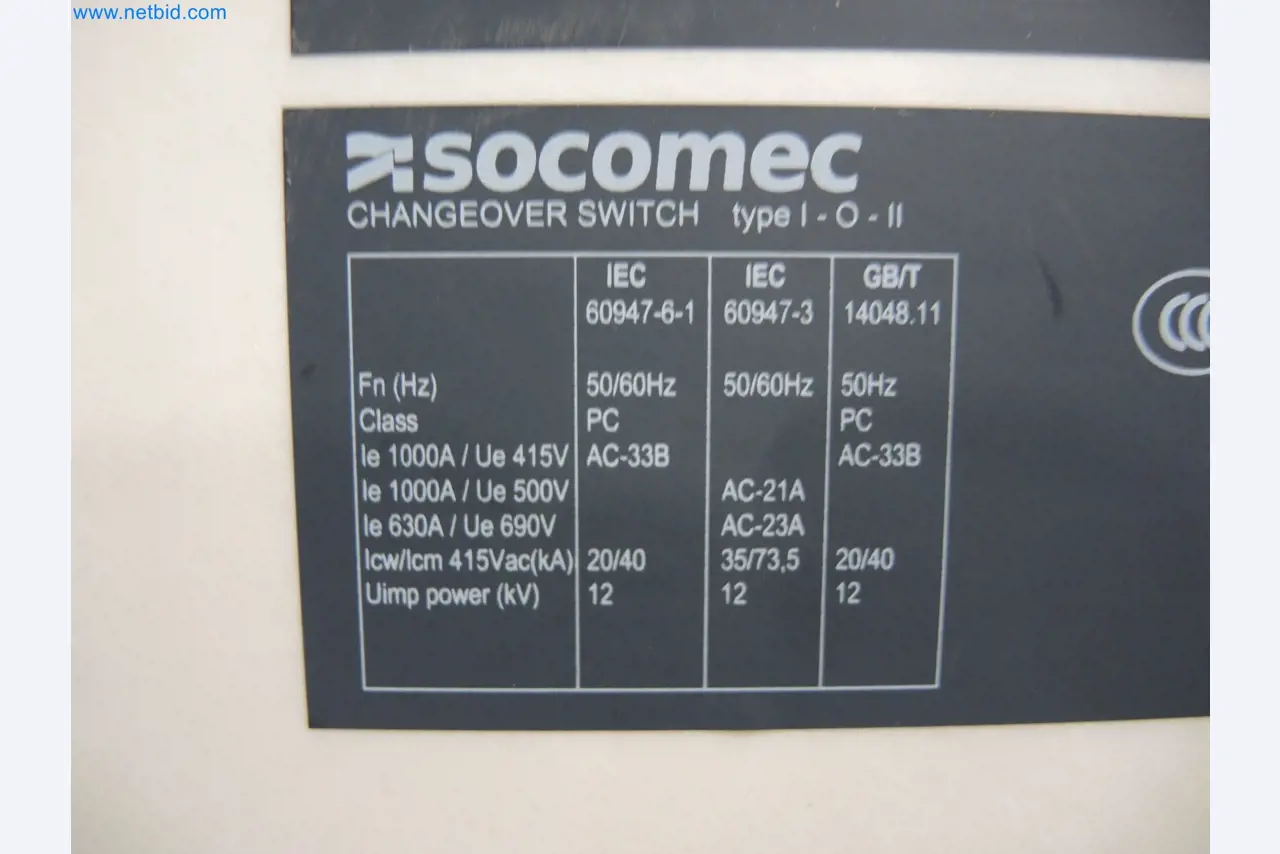 www.netbid.com
socomec
CHANGEOVER SWITCH type I - O - II
IEC 60947-6-1 IEC 60947-3 GB/T 14048.11
Fn (Hz) 50/60Hz 50/60Hz 50Hz
Class PC PC
Ie 1000A / Ue 415V AC-33B AC-33B
Ie 1000A / Ue 500V AC-21A
Ie 630A / Ue 690V AC-23A
Icw/Icm 415Vac(kA) 20/40 35/73,5 20/40
Uimp power (kV) 12 12 12